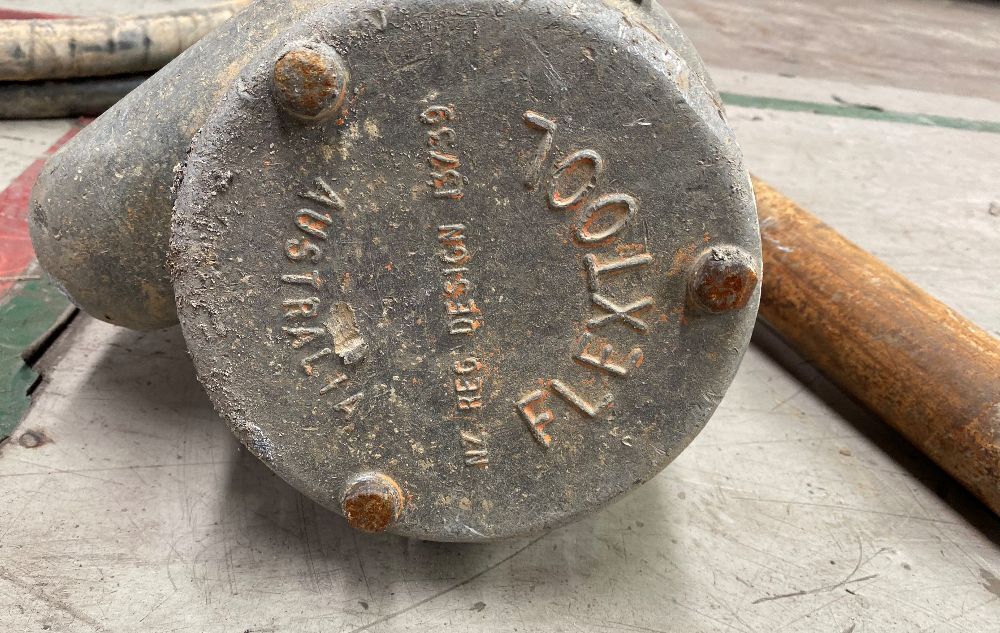 FLEXTOOL
NZ REG DESIGN 13739
AUSTRALIA